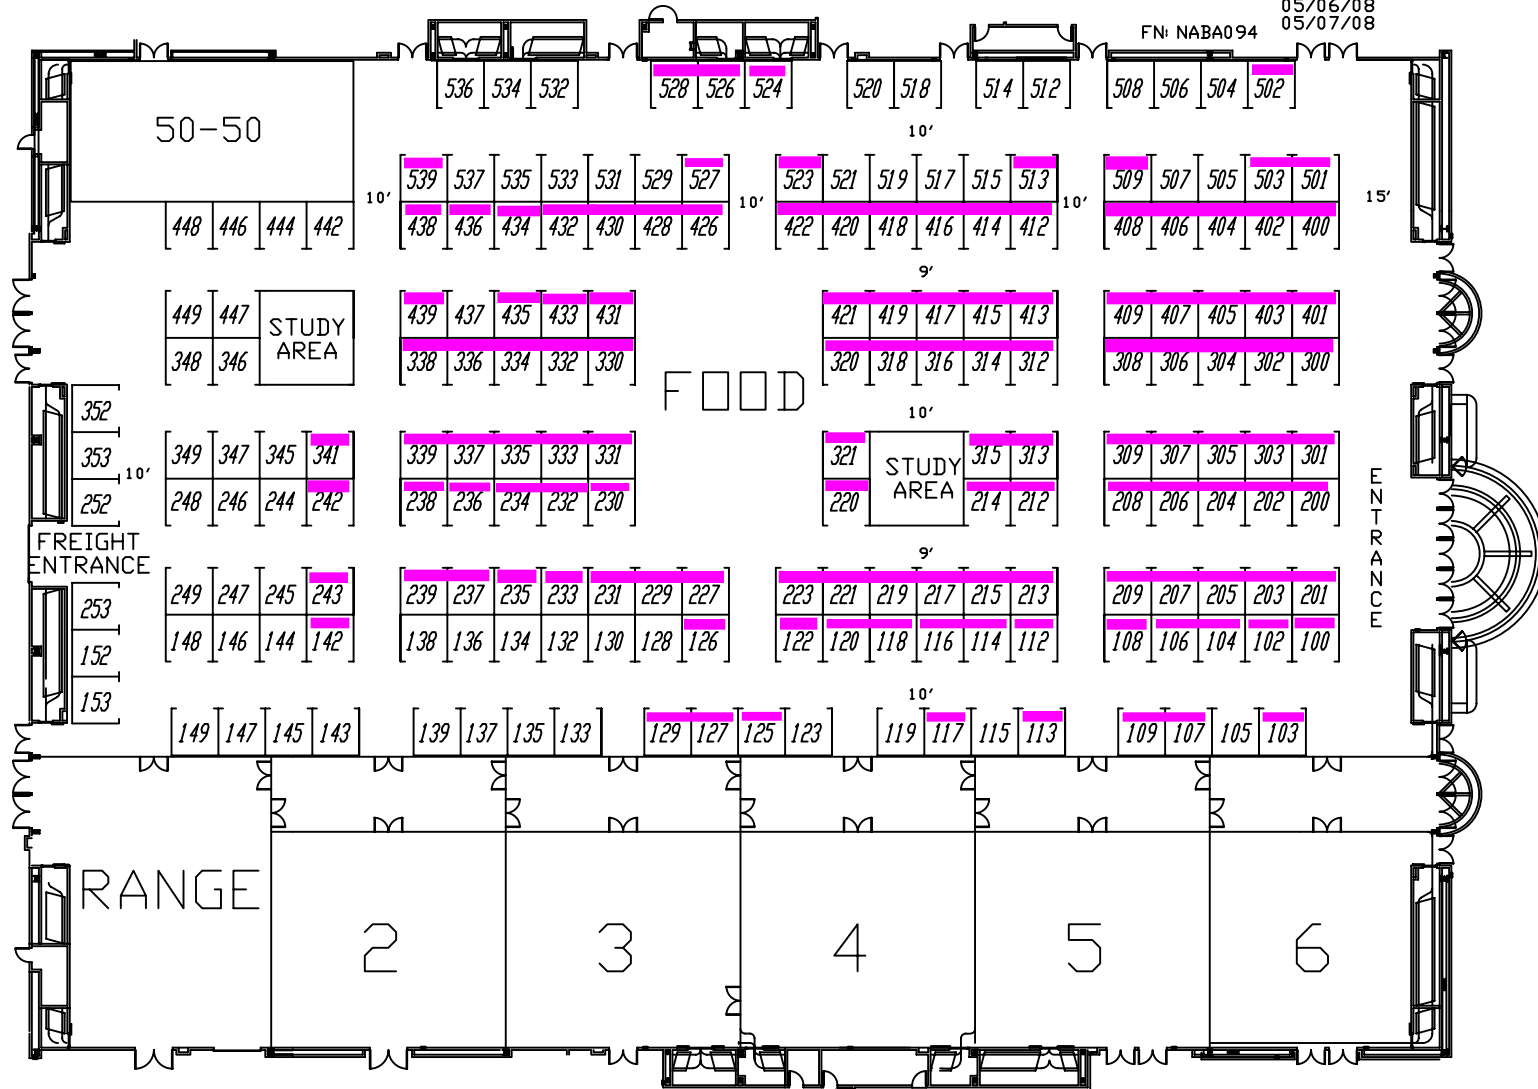 05/06/08
FN: NABA094 05/07/08
536 534 532 528 526 524 520 518 514 512 508 506 504 502
50-50
10'
539 537 535 533 531 529 527 523 521 519 517 515 513 509 507 505 503 501
10' 10' 10' 15'
448 446 444 442 438 436 434 432 430 428 426 422 420 418 416 414 412 408 406 404 402 400
9'
449 447 STUDY AREA 439 437 435 433 431 421 419 417 415 413 409 407 405 403 401
348 346 338 336 334 332 330 320 318 316 314 312 308 306 304 302 300
FOOD
352 10'
353 349 347 345 341 339 337 335 333 331 321 STUDY AREA 315 313 309 307 305 303 301
10'
252 248 246 244 242 238 236 234 232 230 220 214 212 208 206 204 202 200
ENTRANCE
FREIGHT
ENTRANCE
9'
253 249 247 245 243 239 237 235 233 231 229 227 223 221 219 217 215 213 209 207 205 203 201
152 148 146 144 142 138 136 134 132 130 128 126 122 120 118 116 114 112 108 106 104 102 100
153
10'
149 147 145 143 139 137 135 133 129 127 125 123 119 117 115 113 109 107 105 103
RANGE
2 3 4 5 6